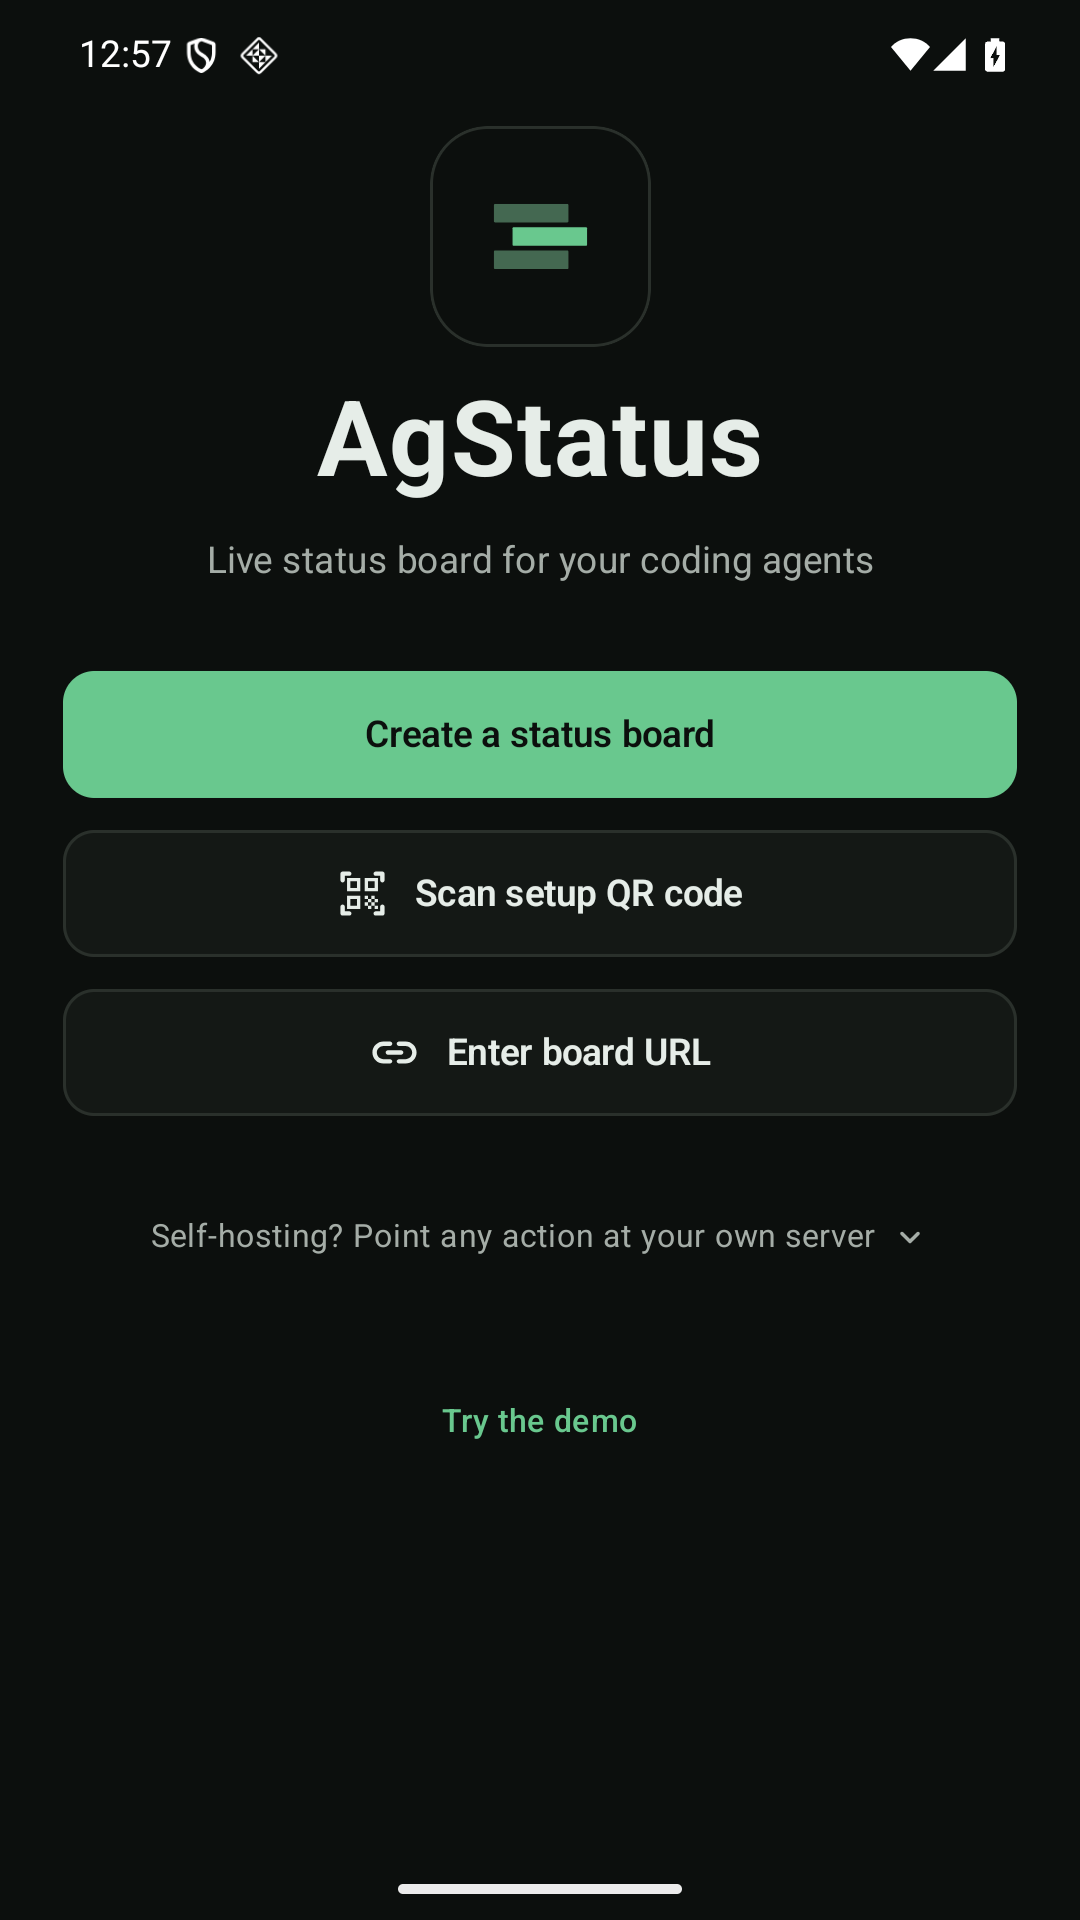 12:57
AgStatus
Live status board for your coding agents
Create a status board
Scan setup QR code
Enter board URL
Self-hosting? Point any action at your own server
Try the demo